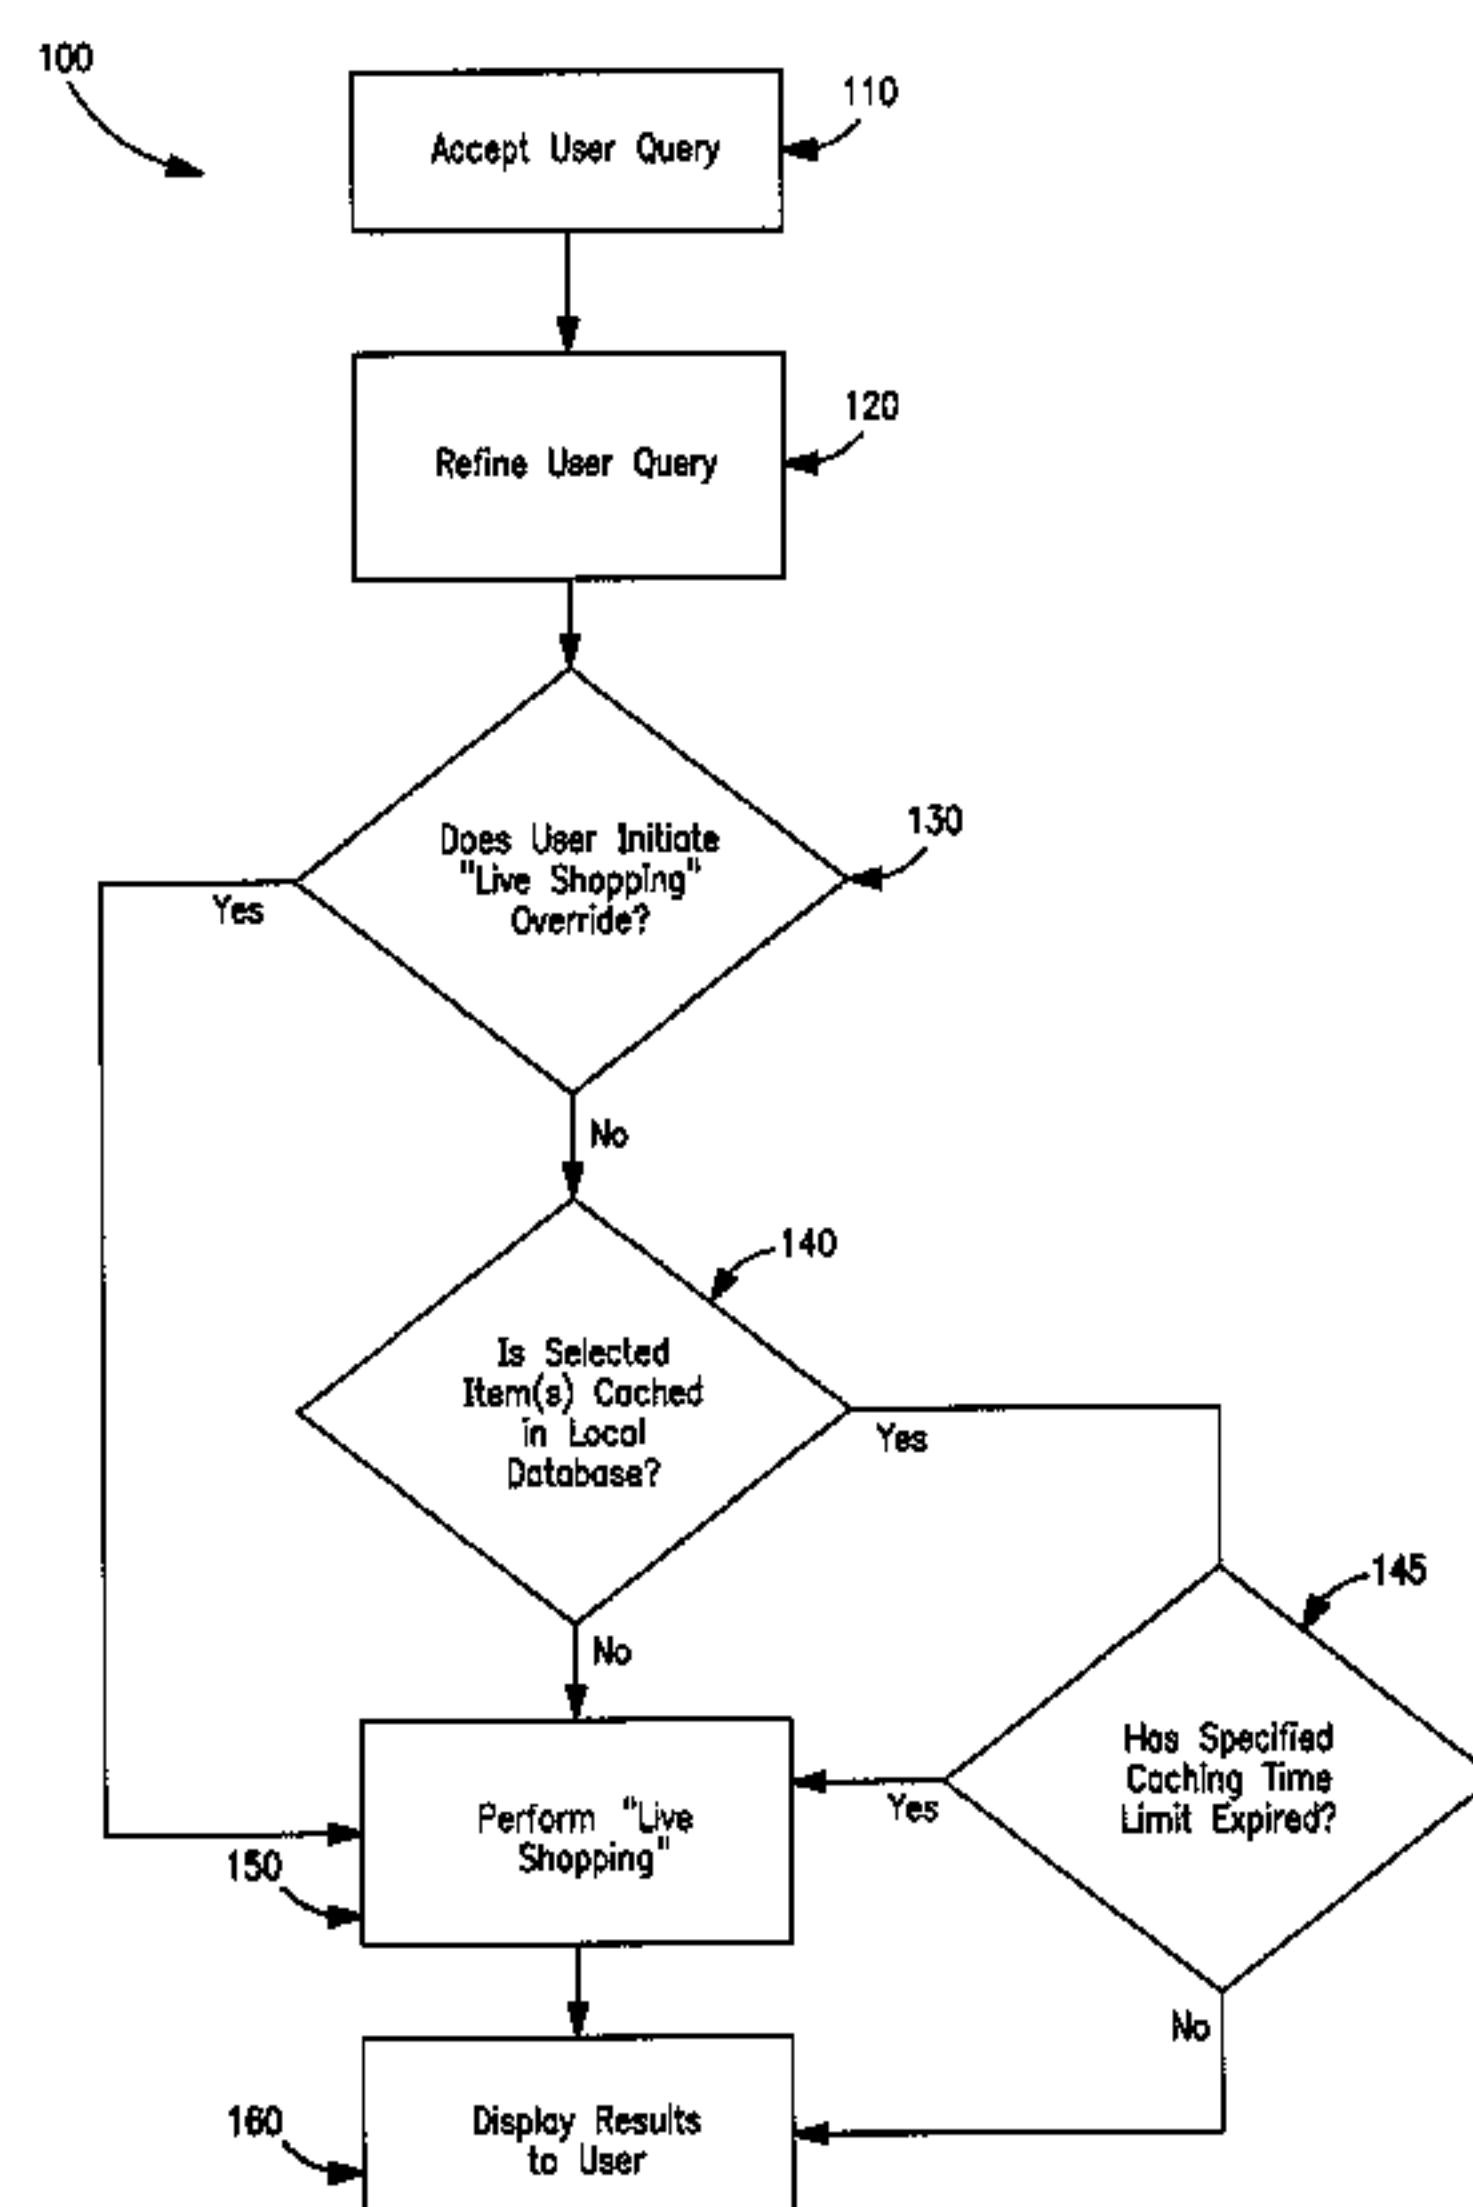 100
110
Accept User Query
120
Refine User Query
130
Does User Initiate
"Live Shopping"
Override?
Yes
No
140
Is Selected
Item(s) Cached
in Local
Database?
Yes
No
145
Has Specified
Caching Time
Limit Expired?
Yes
Perform "Live
Shopping"
150
No
160
Display Results
to User